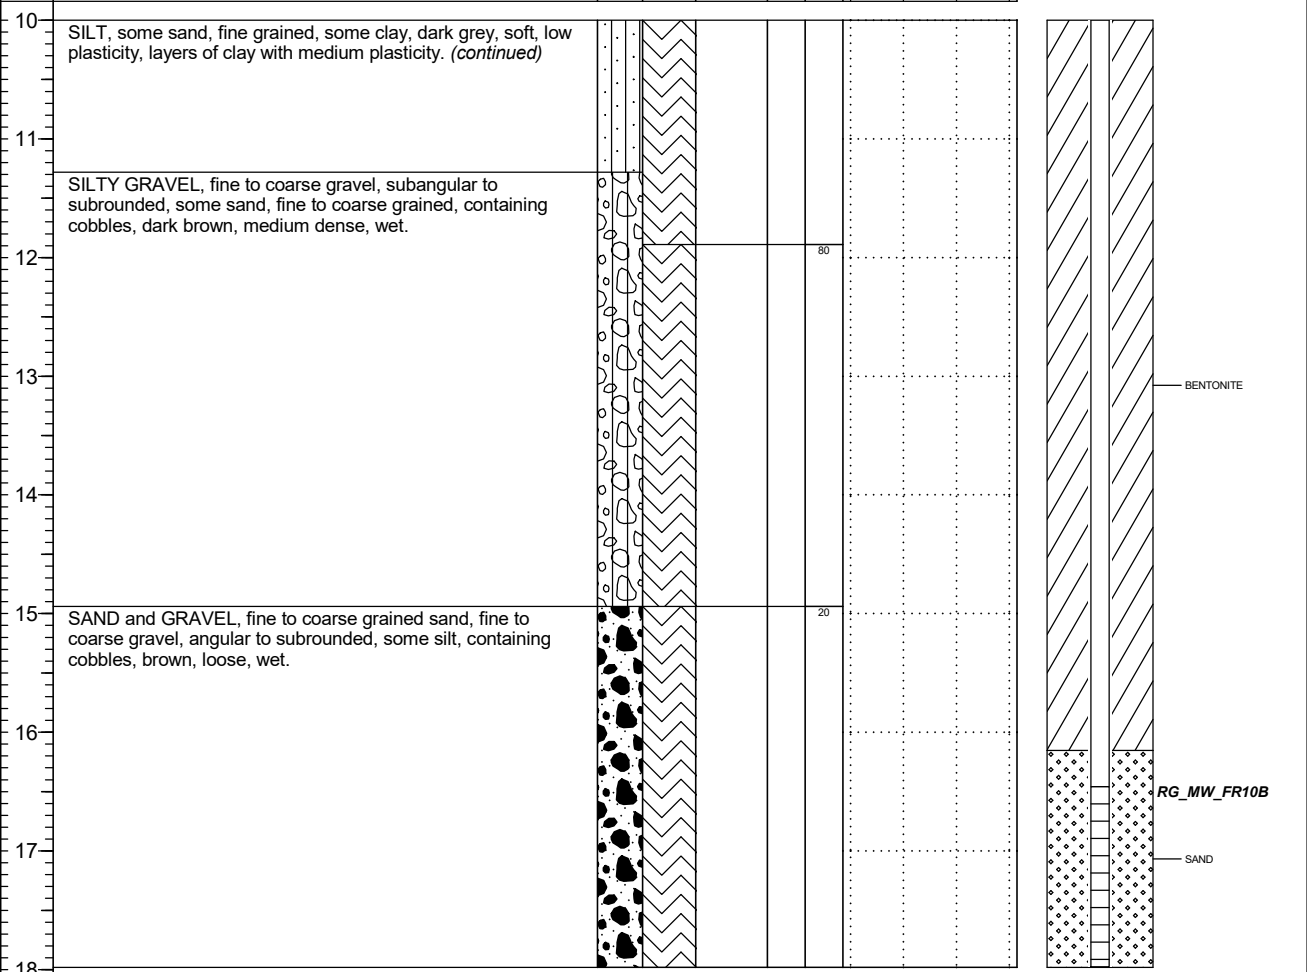 10
SILT, some sand, fine grained, some clay, dark grey, soft, low
plasticity, layers of clay with medium plasticity. (continued)
11
SILTY GRAVEL, fine to coarse gravel, subangular to
subrounded, some sand, fine to coarse grained, containing
cobbles, dark brown, medium dense, wet.
80
12
13
BENTONITE
14
15
20
SAND and GRAVEL, fine to coarse grained sand, fine to
coarse gravel, angular to subrounded, some silt, containing
cobbles, brown, loose, wet.
16
RG_MW_FR10B
17
SAND
18